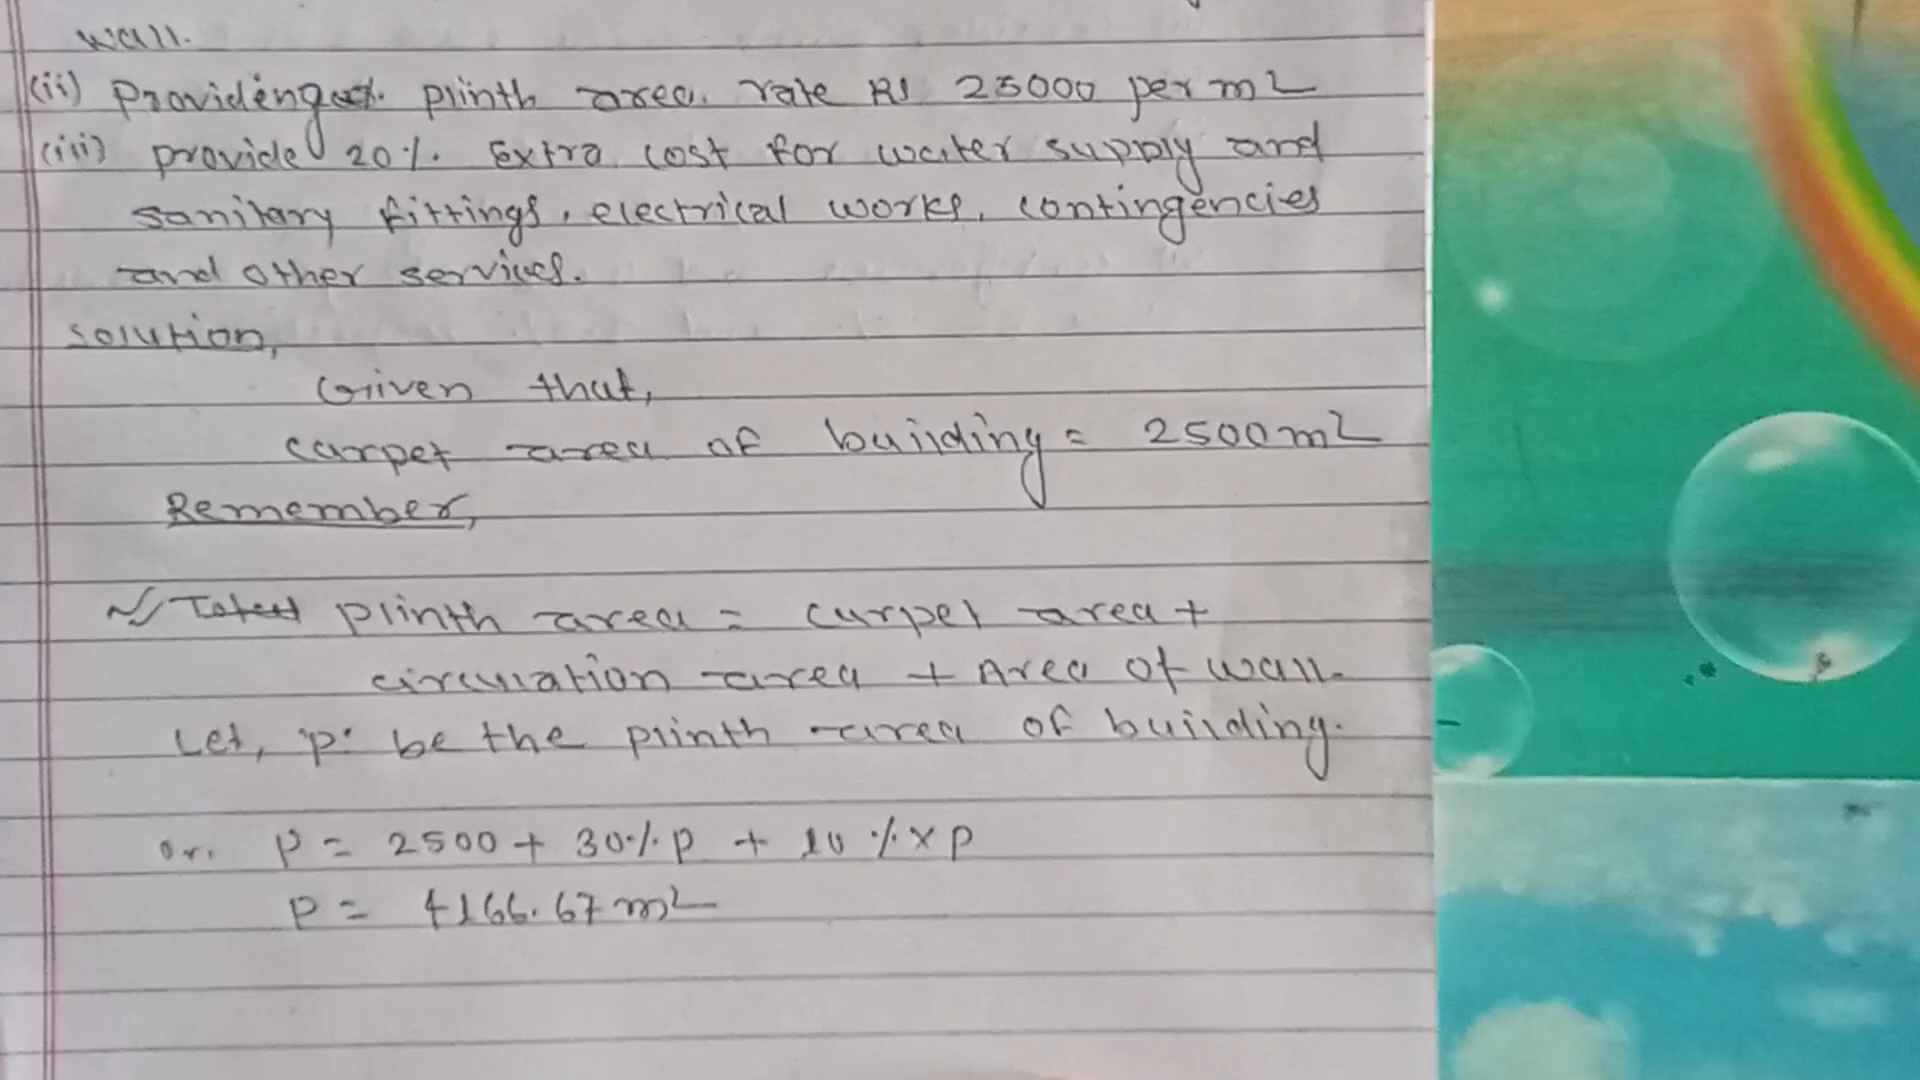 wall.
(ii) Providing plinth area rate RS 25000 per m2
(iii) provide 20% Extra cost for water supply and
sanitary fittings, electrical works, contingencies
and other services.
Solution,
Given that,
carpet area of building = 2500m2
Remember,
plinth area = carpet area +
circulation area + Area of wall.
Let, 'p' be the plinth area of building.
or, P = 2500 + 30% p + 10 % x p
P = 4166.67 m2